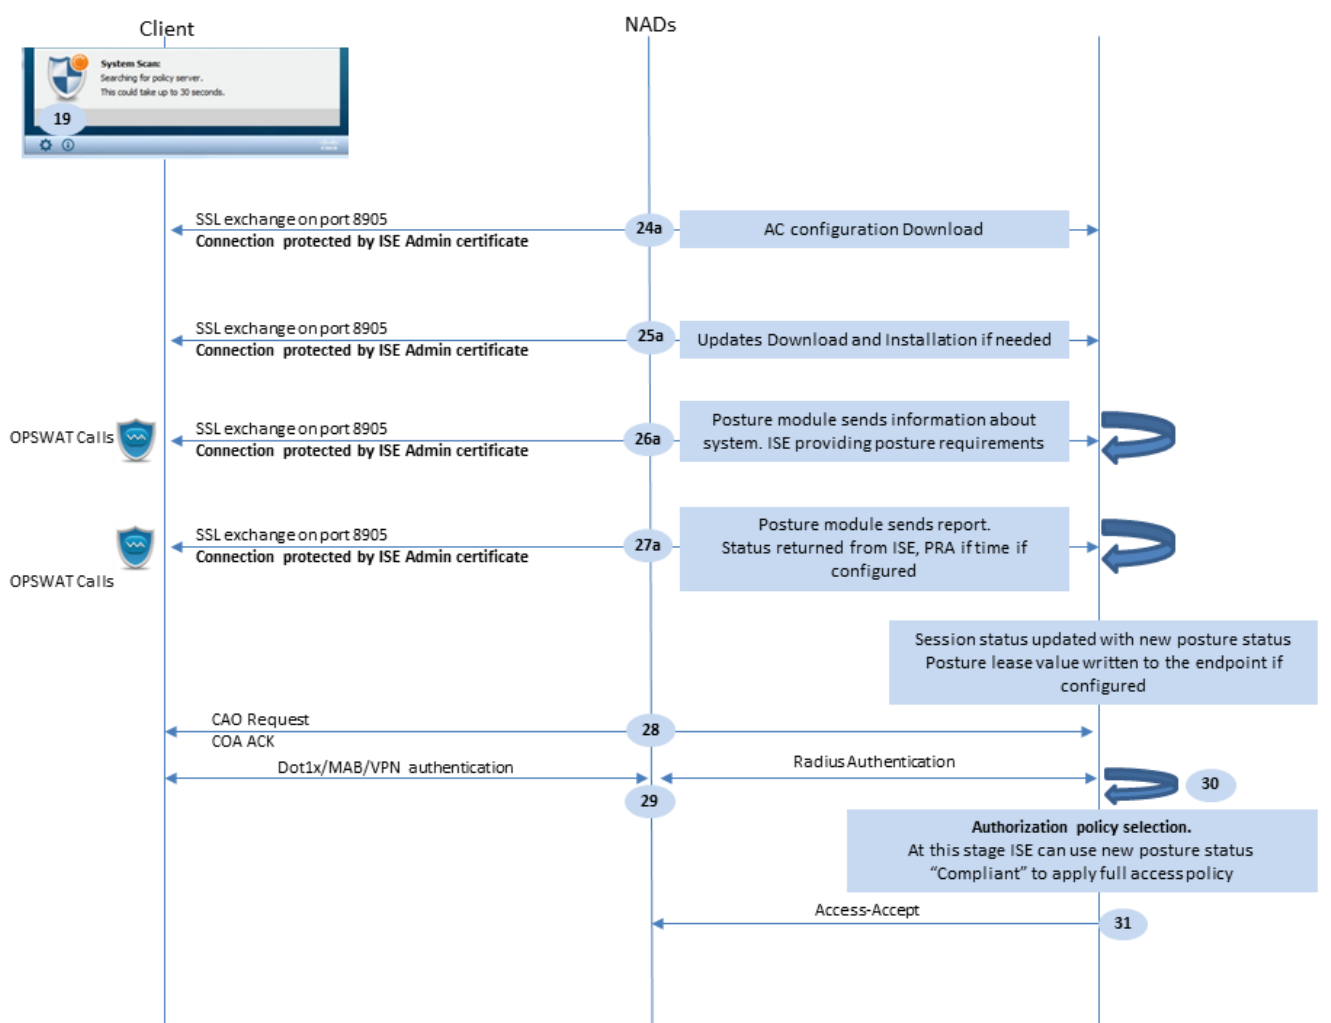 Client
NADs
System Scan:
Searching for policy server.
This could take up to 30 seconds.
19
SSL exchange on port 8905
Connection protected by ISE Admin certificate
24a
AC configuration Download
SSL exchange on port 8905
Connection protected by ISE Admin certificate
25a
Updates Download and Installation if needed
OPSWAT Calls
SSL exchange on port 8905
Connection protected by ISE Admin certificate
26a
Posture module sends information about
system. ISE providing posture requirements
OPSWAT Calls
SSL exchange on port 8905
Connection protected by ISE Admin certificate
27a
Posture module sends report.
Status returned from ISE, PRA if time if
configured
Session status updated with new posture status
Posture lease value written to the endpoint if
configured
CAO Request
COA ACK
28
Dot1x/MAB/VPN authentication
29
Radius Authentication
30
Authorization policy selection.
At this stage ISE can use new posture status
“Compliant” to apply full access policy
Access-Accept
31